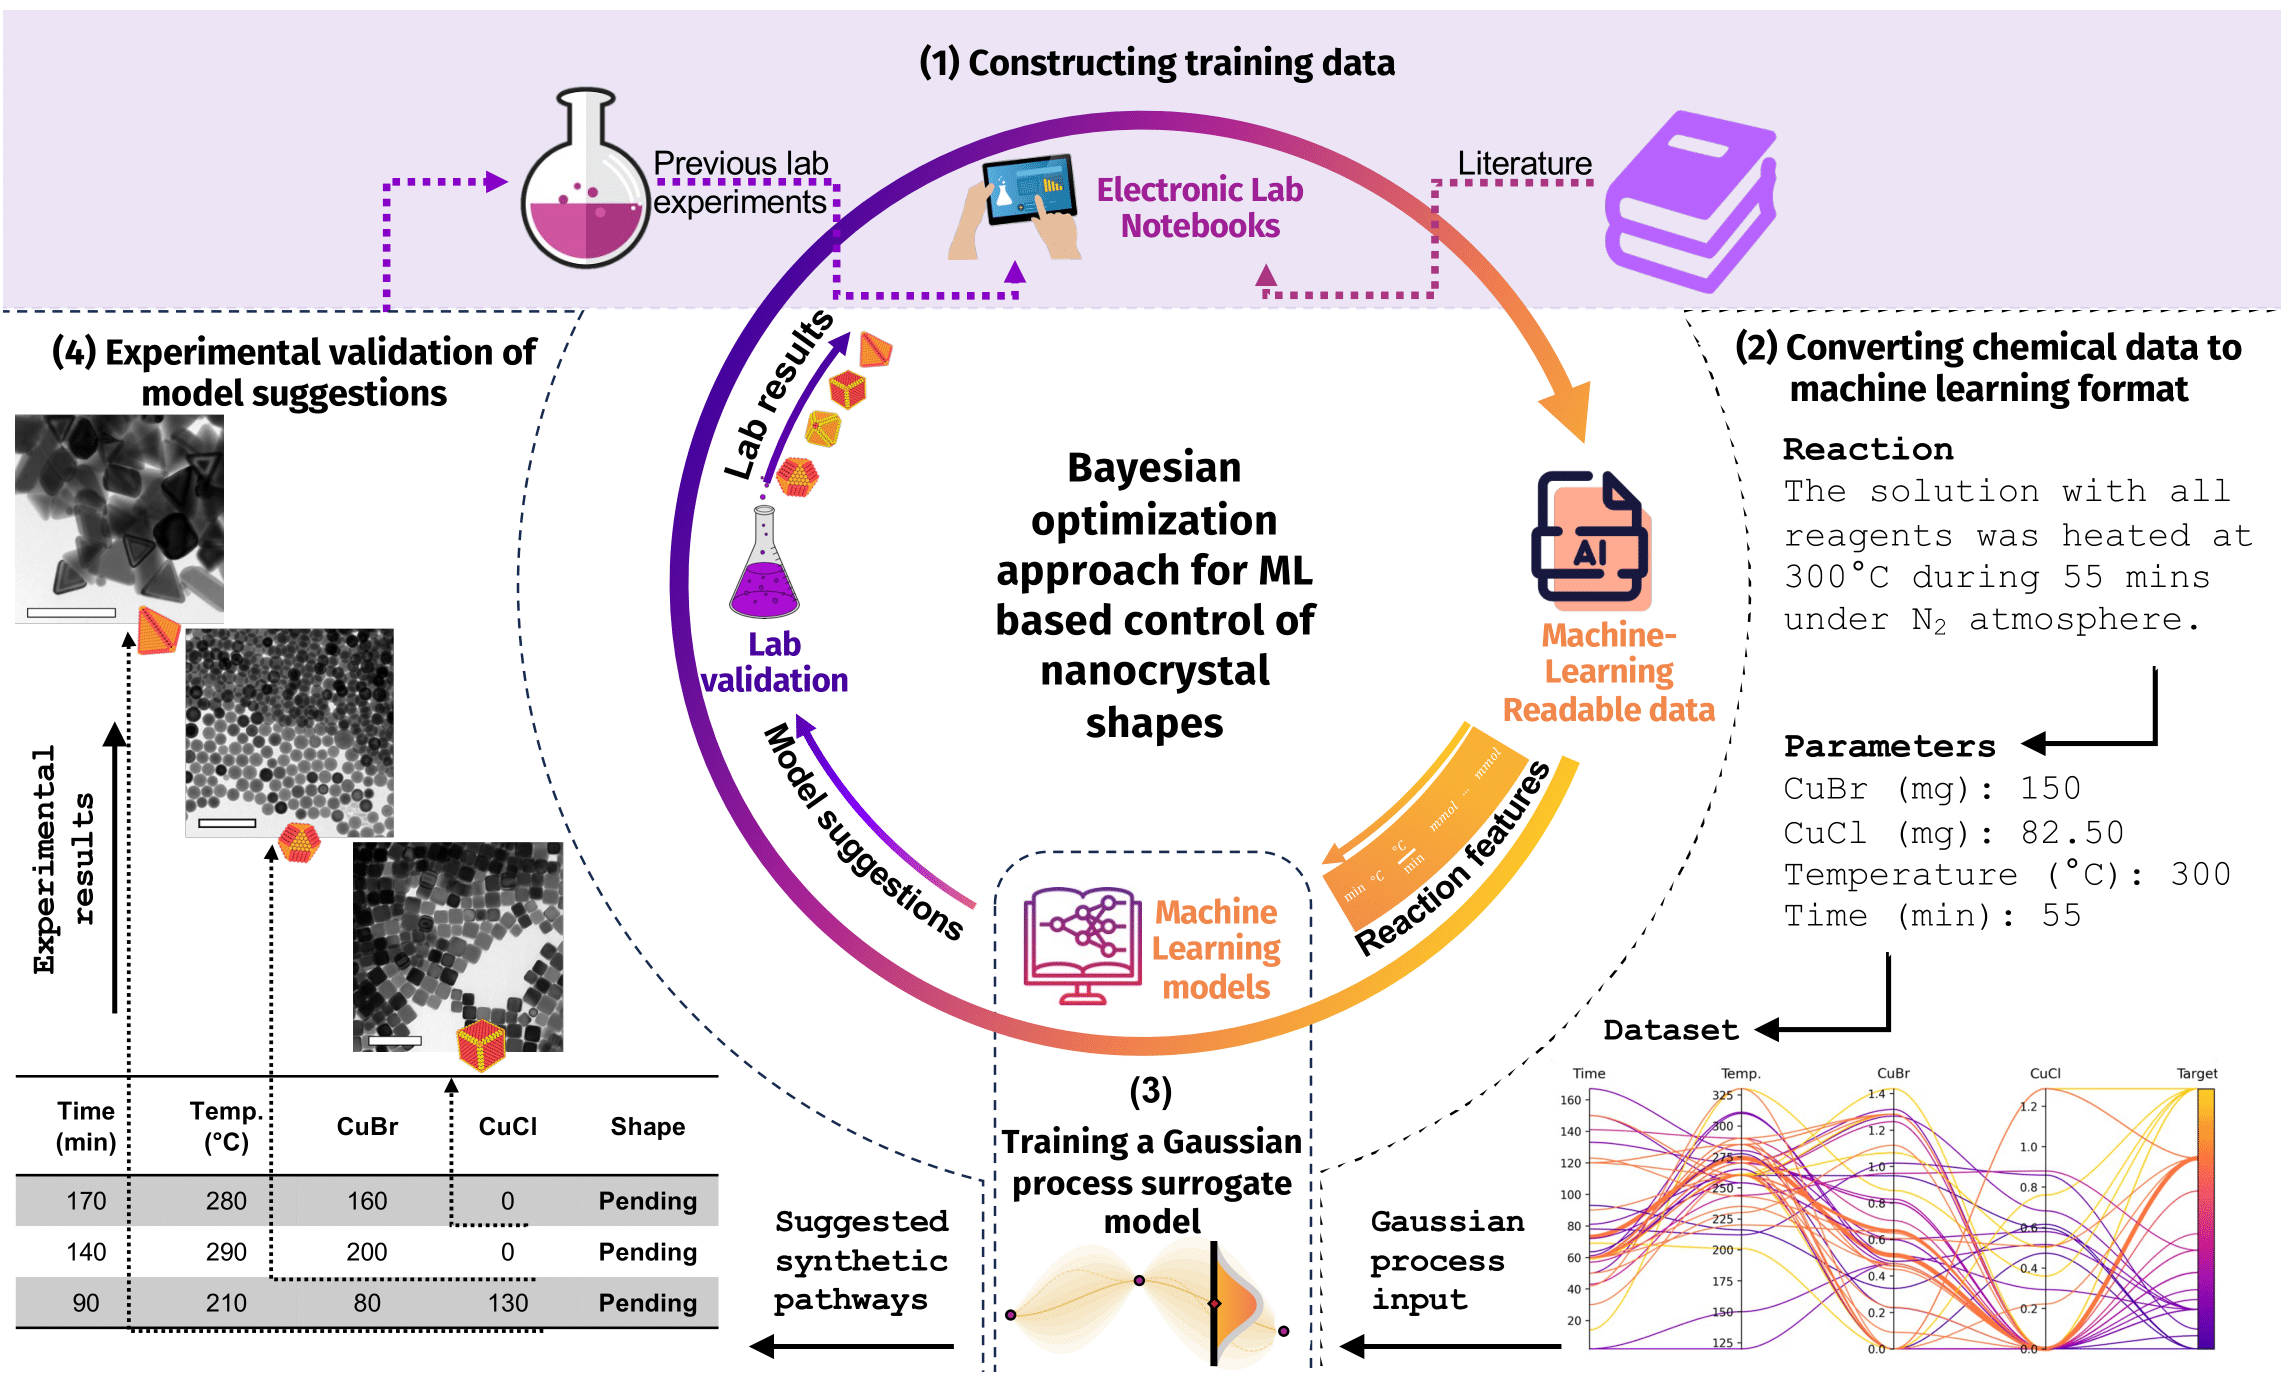 (1) Constructing training data
Previous lab
experiments
Electronic Lab
Notebooks
Literature
(4) Experimental validation of
model suggestions
Lab results
Lab
validation
Model suggestions
Bayesian
optimization
approach for ML
based control of
nanocrystal
shapes
AI
Machine-
Learning
Readable data
min °C °C/min mmol ... mmol
Reaction features
Machine
Learning
models
(2) Converting chemical data to
machine learning format
Reaction
The solution with all
reagents was heated at
300°C during 55 mins
under N₂ atmosphere.
Parameters
CuBr (mg): 150
CuCl (mg): 82.50
Temperature (°C): 300
Time (min): 55
Dataset
Time Temp. CuBr CuCl Target
160
140
120
100
80
60
40
20
325
300
275
250
225
200
175
150
125
1.4
1.2
1.0
0.8
0.6
0.4
0.2
0.0
1.2
1.0
0.8
0.6
0.4
0.2
0.0
Gaussian
process
input
(3)
Training a Gaussian
process surrogate
model
Suggested
synthetic
pathways
Experimental
results
Time (min) Temp. (°C) CuBr CuCl Shape
170 280 160 0 Pending
140 290 200 0 Pending
90 210 80 130 Pending